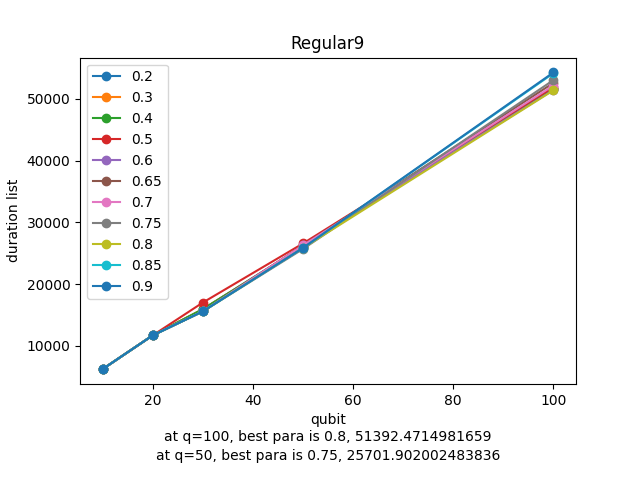 Regular9
0.2
0.3
0.4
0.5
0.6
0.65
0.7
0.75
0.8
0.85
0.9
50000
40000
30000
20000
10000
duration list
20 40 60 80 100
qubit
at q=100, best para is 0.8, 51392.4714981659
at q=50, best para is 0.75, 25701.902002483836